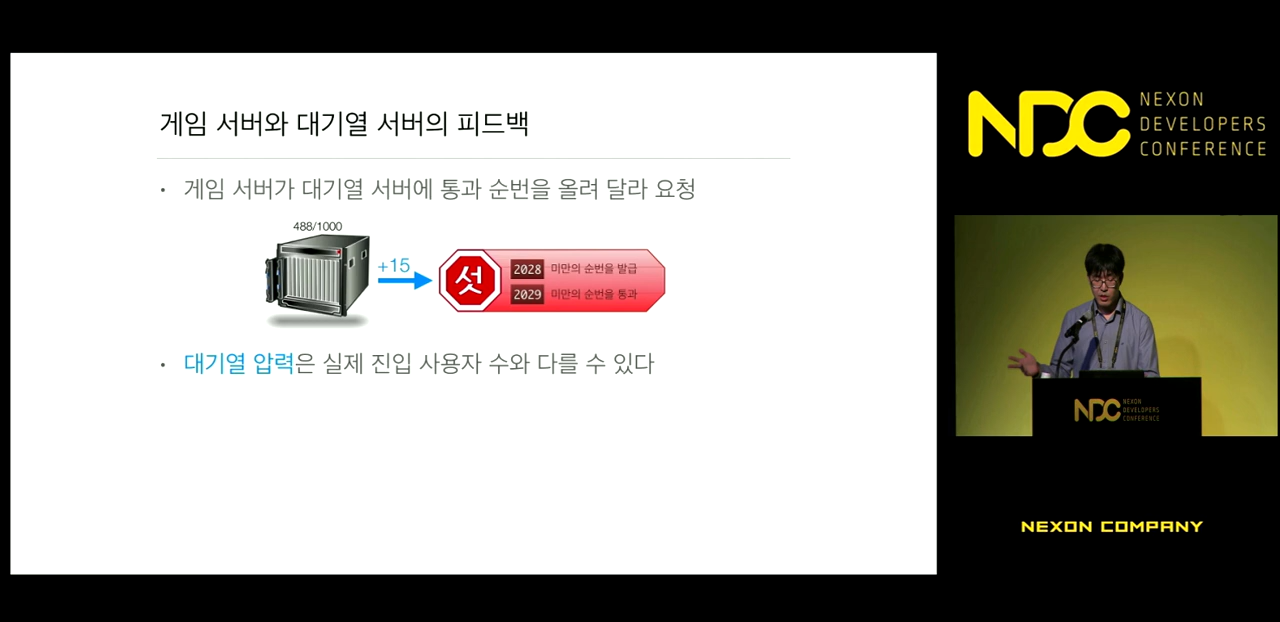 게임 서버와 대기열 서버의 피드백
• 게임 서버가 대기열 서버에 통과 순번을 올려 달라 요청
488/1000
+15
섯
2028 미만의 순번을 발급
2029 미만의 순번을 통과
• 대기열 압력은 실제 진입 사용자 수와 다를 수 있다
NDC
NEXON
DEVELOPERS
CONFERENCE
NDC
NEXON
DEVELOPERS
CONFERENCE
NEXON COMPANY